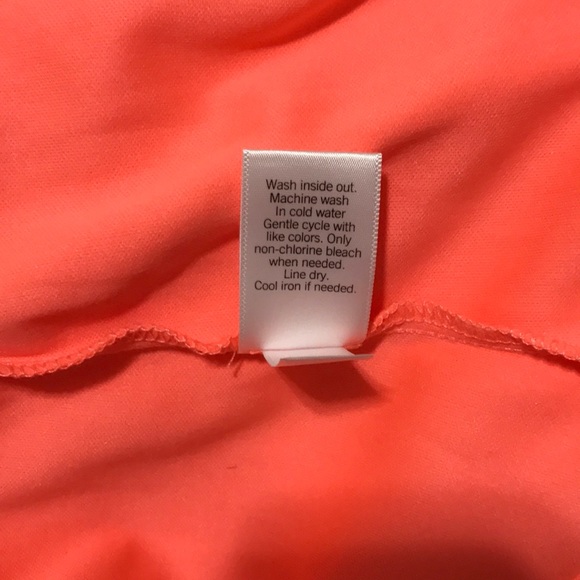 Wash inside out.
Machine wash
In cold water
Gentle cycle with
like colors. Only
non-chlorine bleach
when needed.
Line dry.
Cool iron if needed.